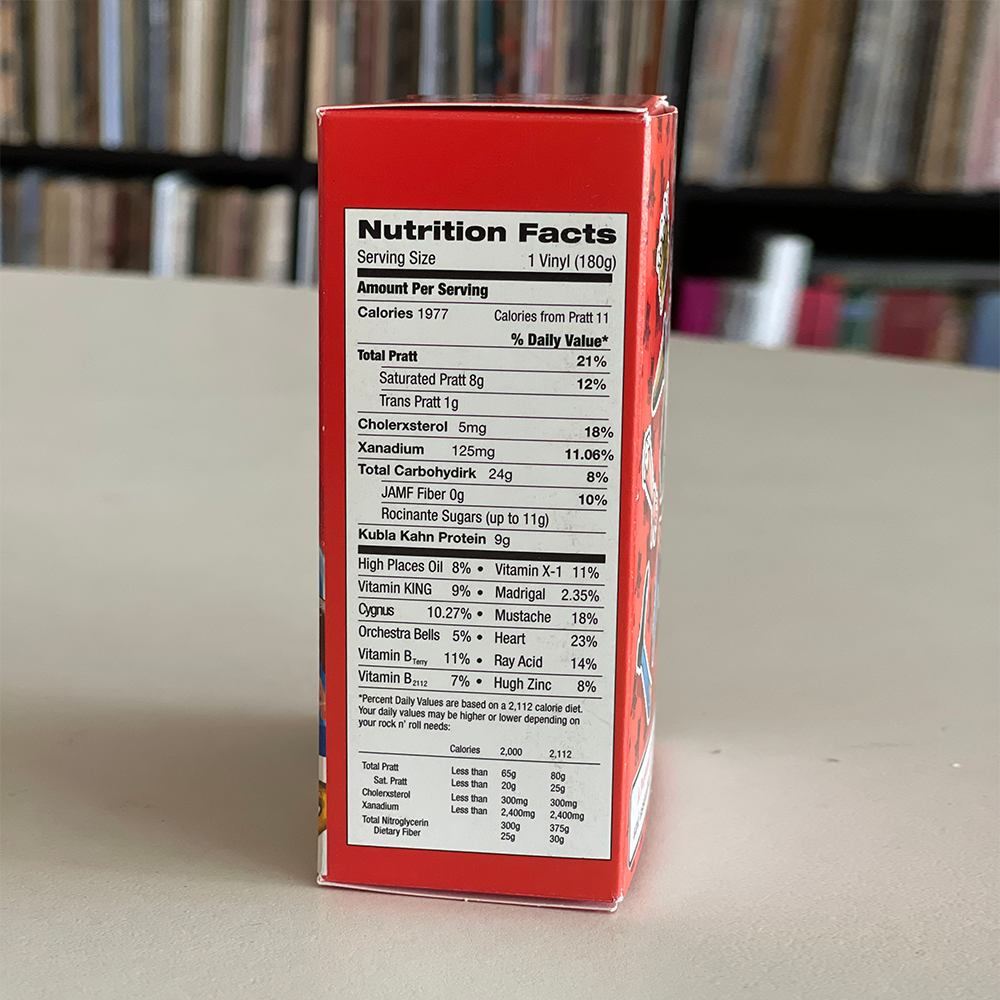 Nutrition Facts
Serving Size 1 Vinyl (180g)
Amount Per Serving
Calories 1977 Calories from Pratt 11
% Daily Value*
Total Pratt 21%
Saturated Pratt 8g 12%
Trans Pratt 1g
Cholerxsterol 5mg 18%
Xanadium 125mg 11.06%
Total Carbohydirk 24g 8%
JAMF Fiber 0g 10%
Rocinante Sugars (up to 11g)
Kubla Kahn Protein 9g
High Places Oil 8% • Vitamin X-1 11%
Vitamin KING 9% • Madrigal 2.35%
Cygnus 10.27% • Mustache 18%
Orchestra Bells 5% • Heart 23%
Vitamin B Terry 11% • Ray Acid 14%
Vitamin B 2112 7% • Hugh Zinc 8%
*Percent Daily Values are based on a 2,112 calorie diet.
Your daily values may be higher or lower depending on
your rock n' roll needs:
Calories 2,000 2,112
Total Pratt Less than 65g 80g
Sat. Pratt Less than 20g 25g
Cholerxsterol Less than 300mg 300mg
Xanadium Less than 2,400mg 2,400mg
Total Nitroglycerin 300g 375g
Dietary Fiber 25g 30g